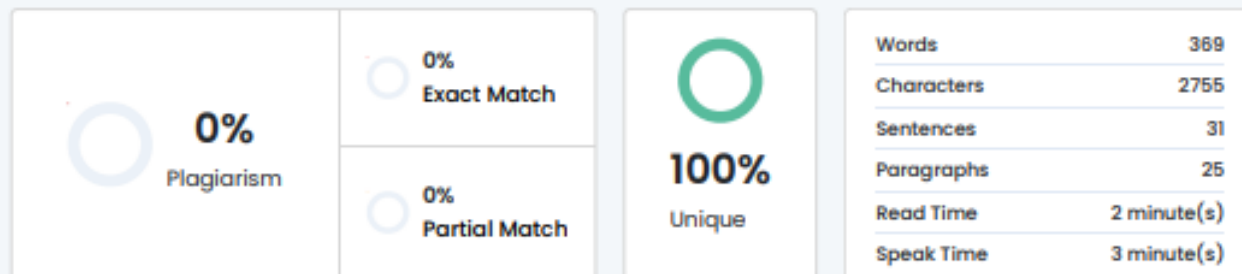 0%
Plagiarism
0%
Exact Match
0%
Partial Match
100%
Unique
Words 369
Characters 2755
Sentences 31
Paragraphs 25
Read Time 2 minute(s)
Speak Time 3 minute(s)